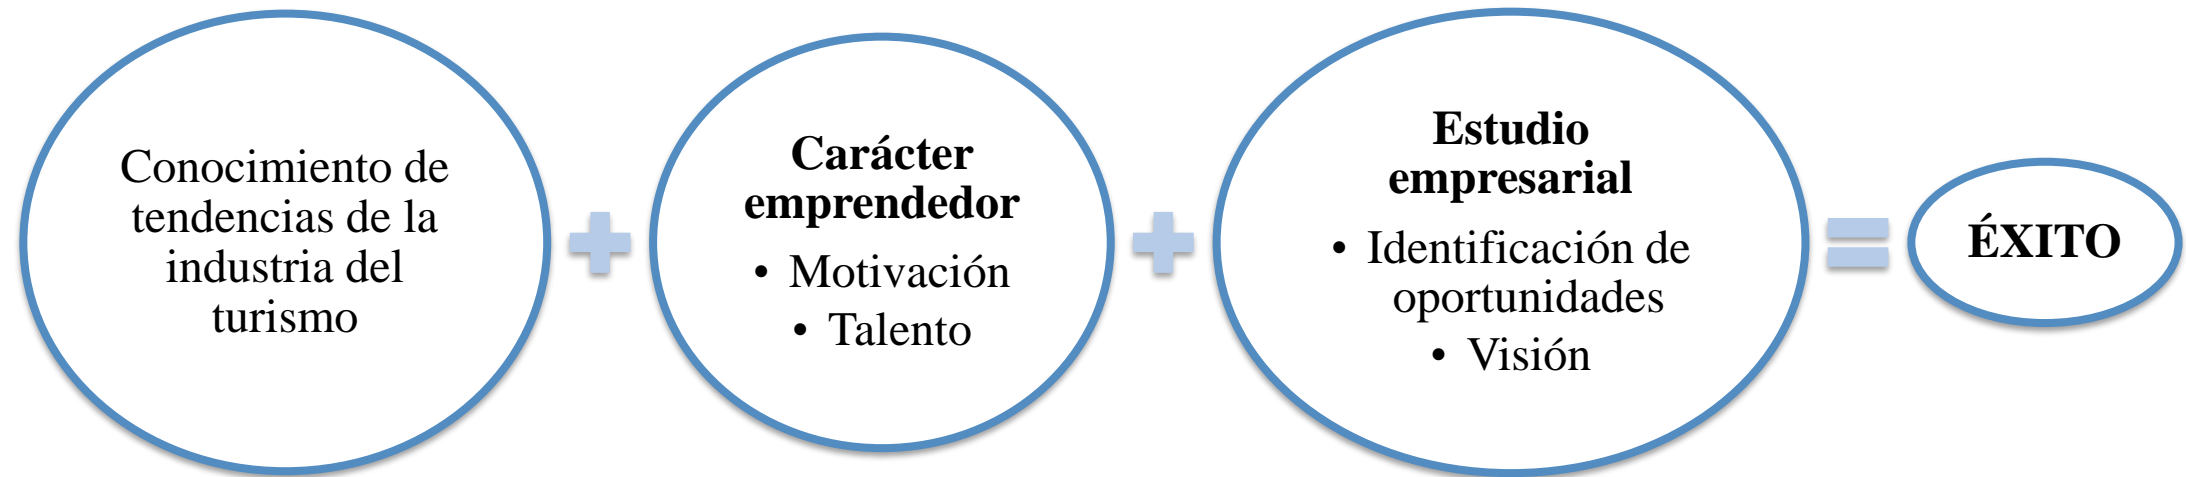 Conocimiento de
tendencias de la
industria del
turismo
Carácter
emprendedor
• Motivación
• Talento
Estudio
empresarial
• Identificación de
oportunidades
• Visión
ÉXITO